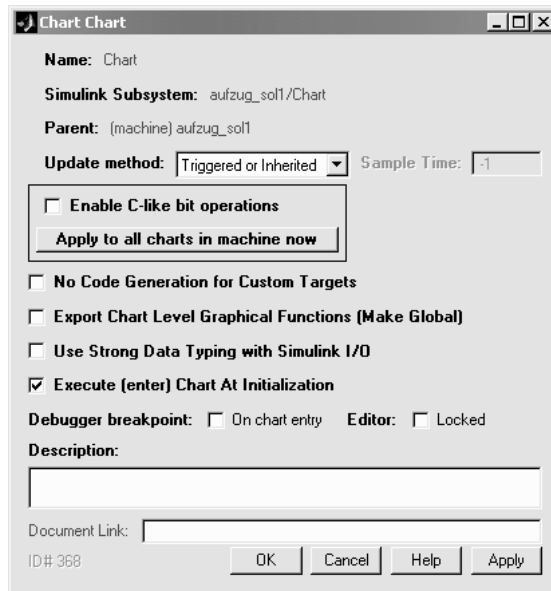 Chart Chart
Name: Chart
Simulink Subsystem: aufzug_sol1/Chart
Parent: (machine) aufzug_sol1
Update method: Triggered or Inherited Sample Time: -1
Enable C-like bit operations
Apply to all charts in machine now
No Code Generation for Custom Targets
Export Chart Level Graphical Functions (Make Global)
Use Strong Data Typing with Simulink I/O
Execute (enter) Chart At Initialization
Debugger breakpoint: On chart entry Editor: Locked
Description:
Document Link:
ID# 368 OK Cancel Help Apply